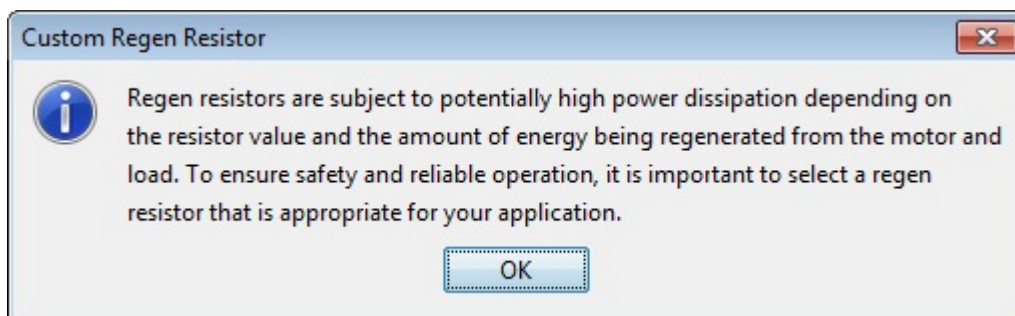 Custom Regen Resistor
Regen resistors are subject to potentially high power dissipation depending on
the resistor value and the amount of energy being regenerated from the motor and
load. To ensure safety and reliable operation, it is important to select a regen
resistor that is appropriate for your application.
OK